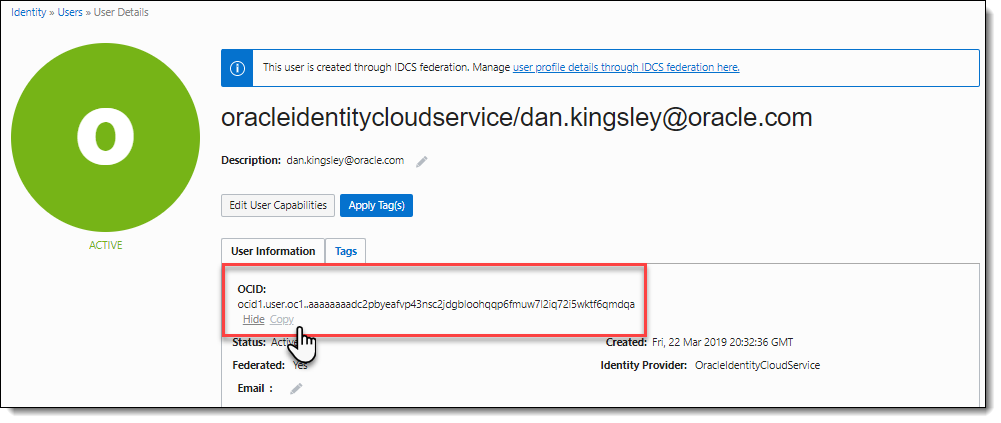 Identity » Users » User Details
O
ACTIVE
This user is created through IDCS federation. Manage user profile details through IDCS federation here.
oracleidentitycloudservice/dan.kingsley@oracle.com
Description: dan.kingsley@oracle.com
Edit User Capabilities Apply Tag(s)
User Information Tags
OCID:
ocid1.user.oc1..aaaaaaaadc2pbyeafvp43nsc2jdgbloohqqp6fmuw7l2iq72i5wktf6qmdqa
Hide Copy
Status: Active Created: Fri, 22 Mar 2019 20:32:36 GMT
Federated: Yes Identity Provider: OracleIdentityCloudService
Email :